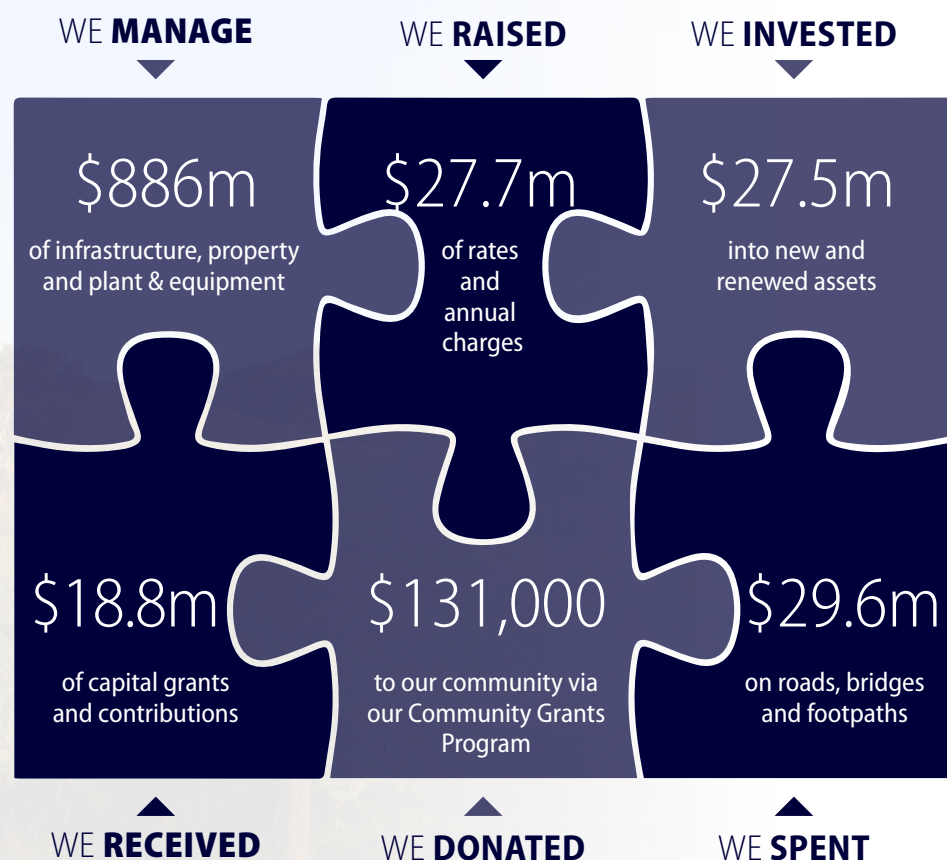 WE MANAGE
WE RAISED
WE INVESTED
$886m
of infrastructure, property
and plant & equipment
$27.7m
of rates
and
annual
charges
$27.5m
into new and
renewed assets
$18.8m
of capital grants
and contributions
$131,000
to our community via
our Community Grants
Program
$29.6m
on roads, bridges
and footpaths
WE RECEIVED
WE DONATED
WE SPENT